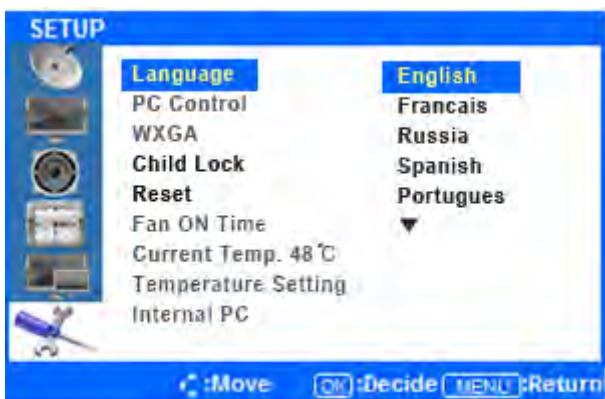 SETUP
Language English
PC Control Francais
WXGA Russia
Child Lock Spanish
Reset Portugues
Fan ON Time ▼
Current Temp. 48℃
Temperature Setting
Internal PC
:Move OK:Decide MENU:Return